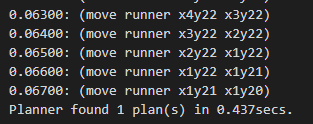 0.06300: (move runner x4y22 x3y22)
0.06400: (move runner x3y22 x2y22)
0.06500: (move runner x2y22 x1y22)
0.06600: (move runner x1y22 x1y21)
0.06700: (move runner x1y21 x1y20)
Planner found 1 plan(s) in 0.437secs.